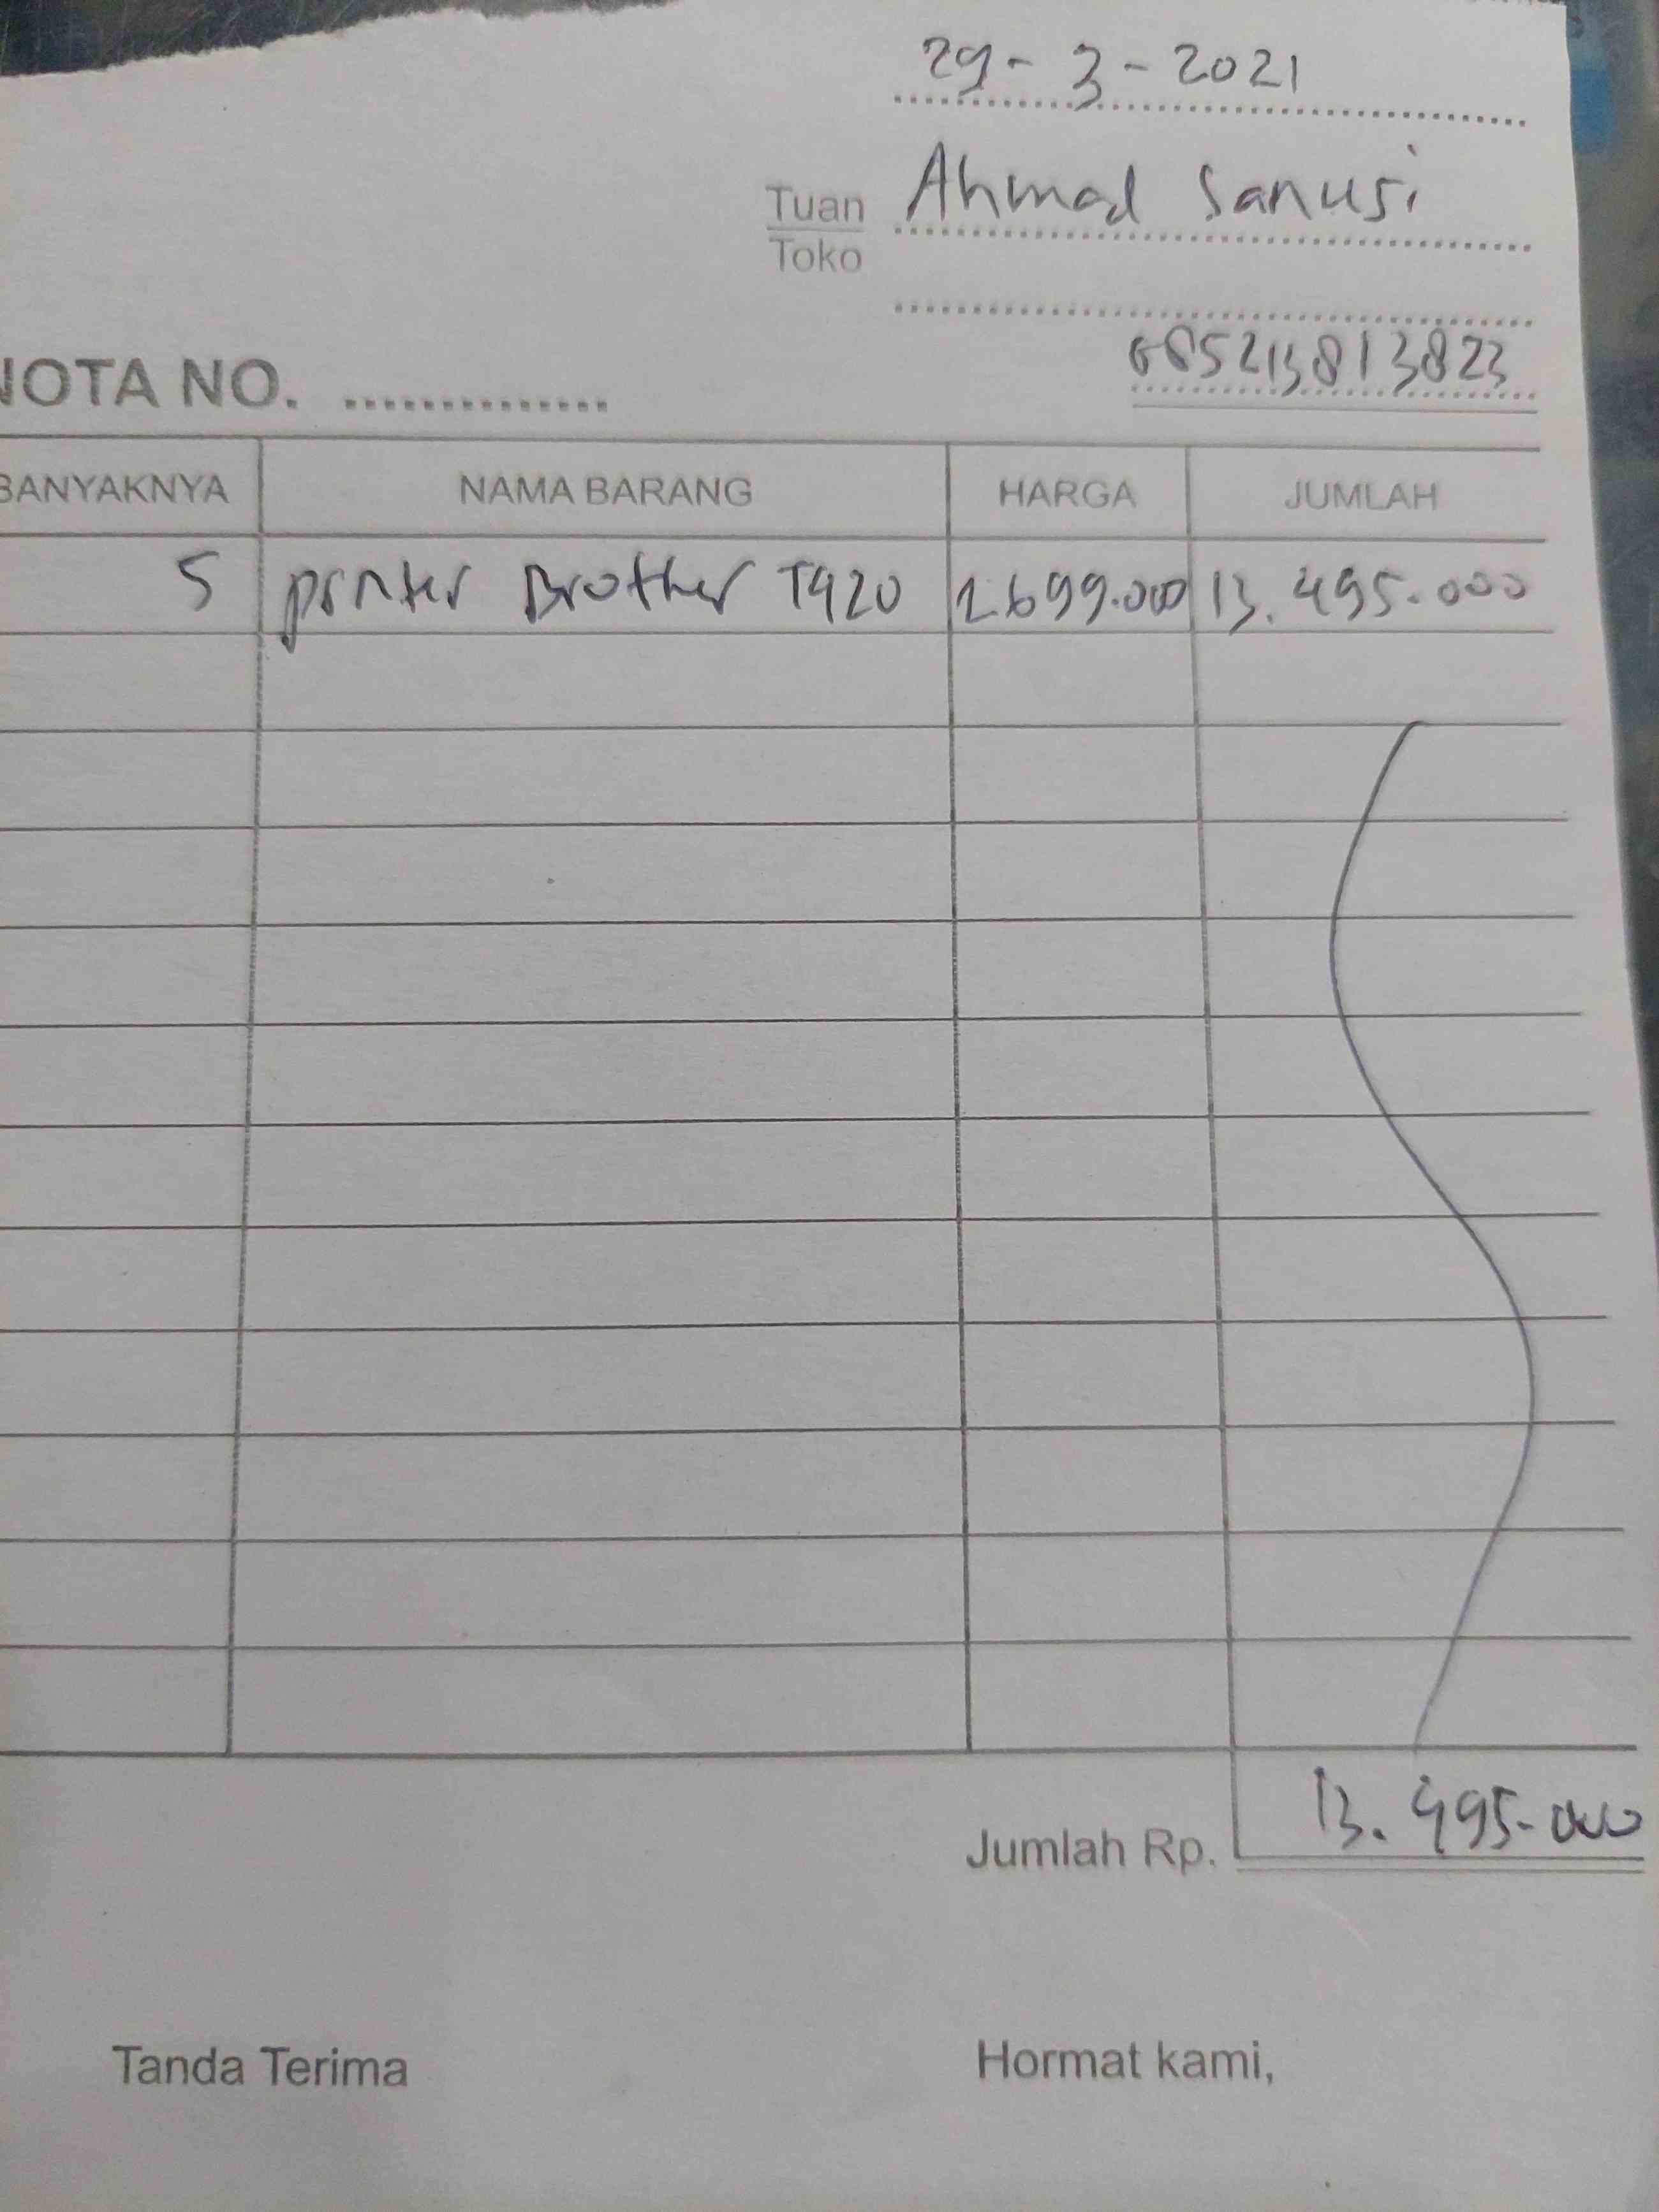 29-3-2021
Tuan Ahmad Sanusi
Toko
085213813823
NOTA NO. ..............
BANYAKNYA NAMA BARANG HARGA JUMLAH
5 printer Brother T420 2.699.000 13.495.000
Jumlah Rp. 13.495.000
Tanda Terima Hormat kami,